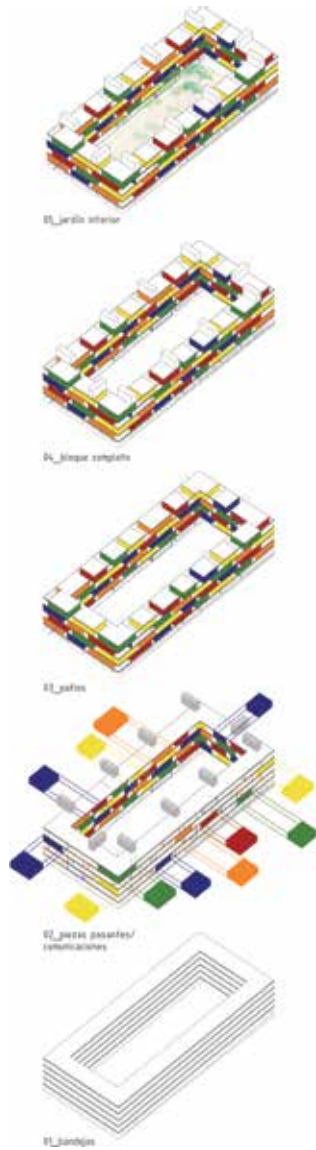 05_jardín interior
04_bloque completo
03_patios
02_piezas pasantes/
comunicaciones
01_bandejas